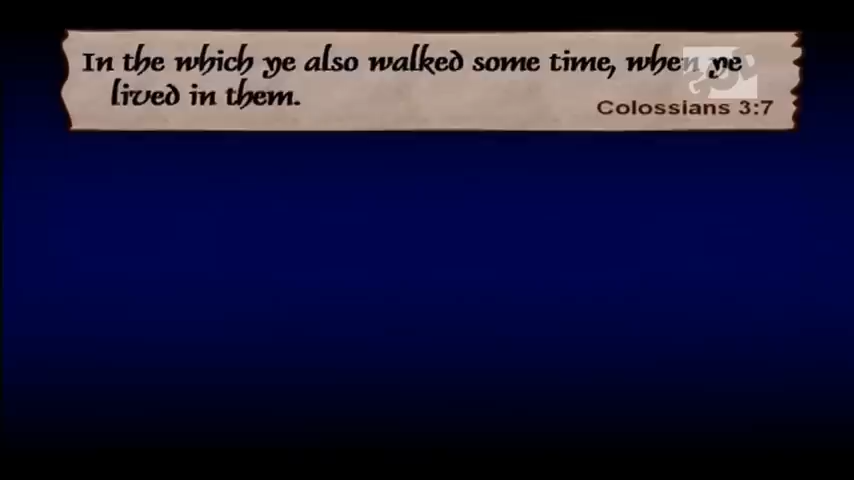 In the which ye also walked some time, when ye
lived in them.
Colossians 3:7